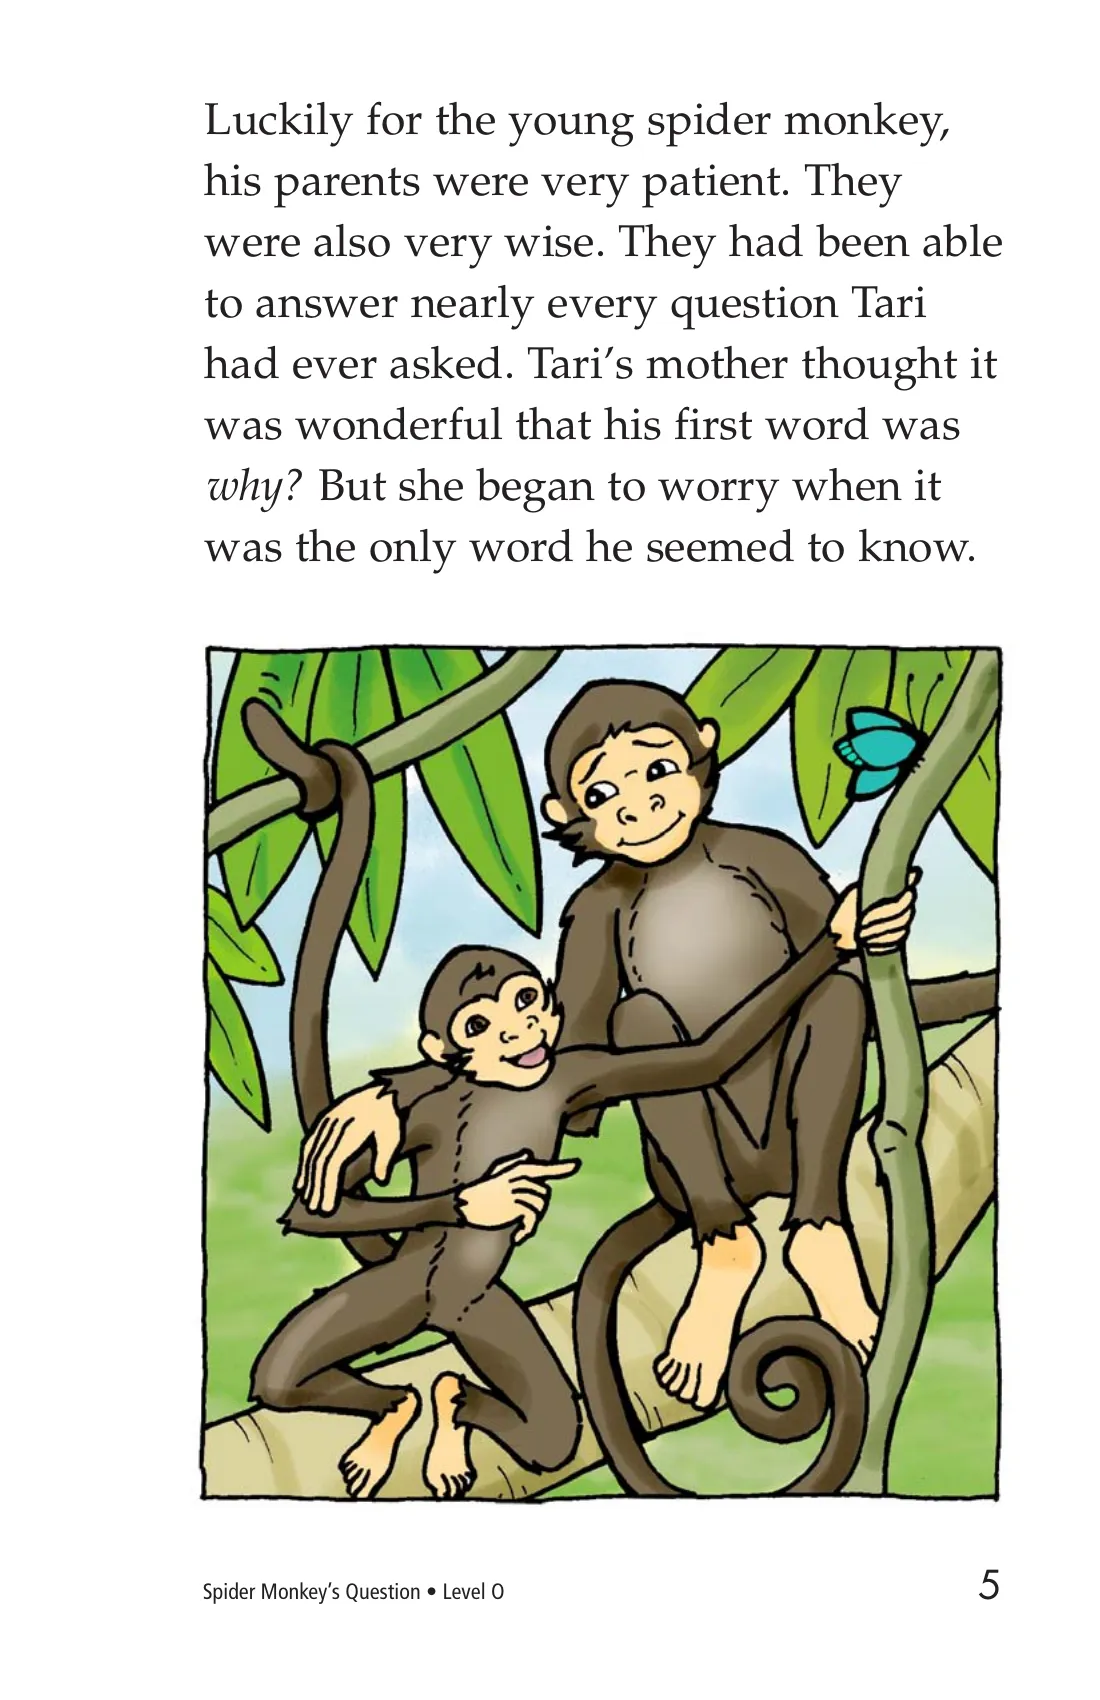 Luckily for the young spider monkey,
his parents were very patient. They
were also very wise. They had been able
to answer nearly every question Tari
had ever asked. Tari’s mother thought it
was wonderful that his first word was
why? But she began to worry when it
was the only word he seemed to know.
Spider Monkey’s Question • Level O
5